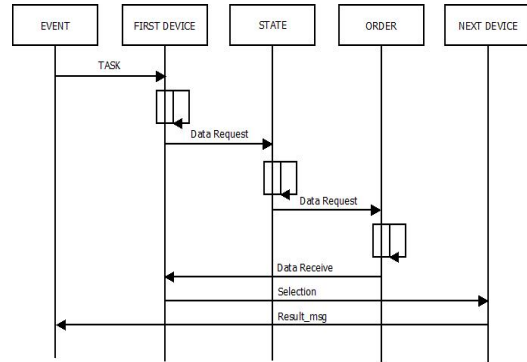 EVENT
FIRST DEVICE
STATE
ORDER
NEXT DEVICE
TASK
Data Request
Data Request
Data Receive
Selection
Result_msg